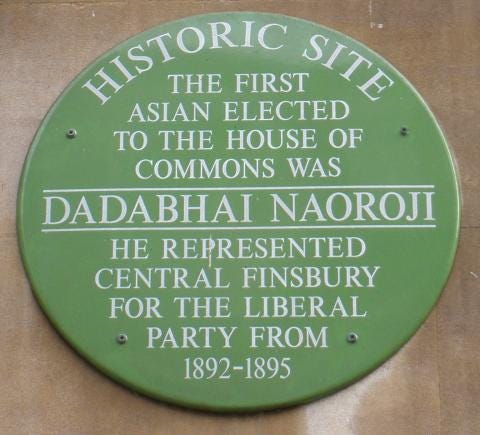 HISTORIC SITE
THE FIRST
ASIAN ELECTED
TO THE HOUSE OF
COMMONS WAS
DADABHAI NAOROJI
HE REPRESENTED
CENTRAL FINSBURY
FOR THE LIBERAL
PARTY FROM
1892-1895